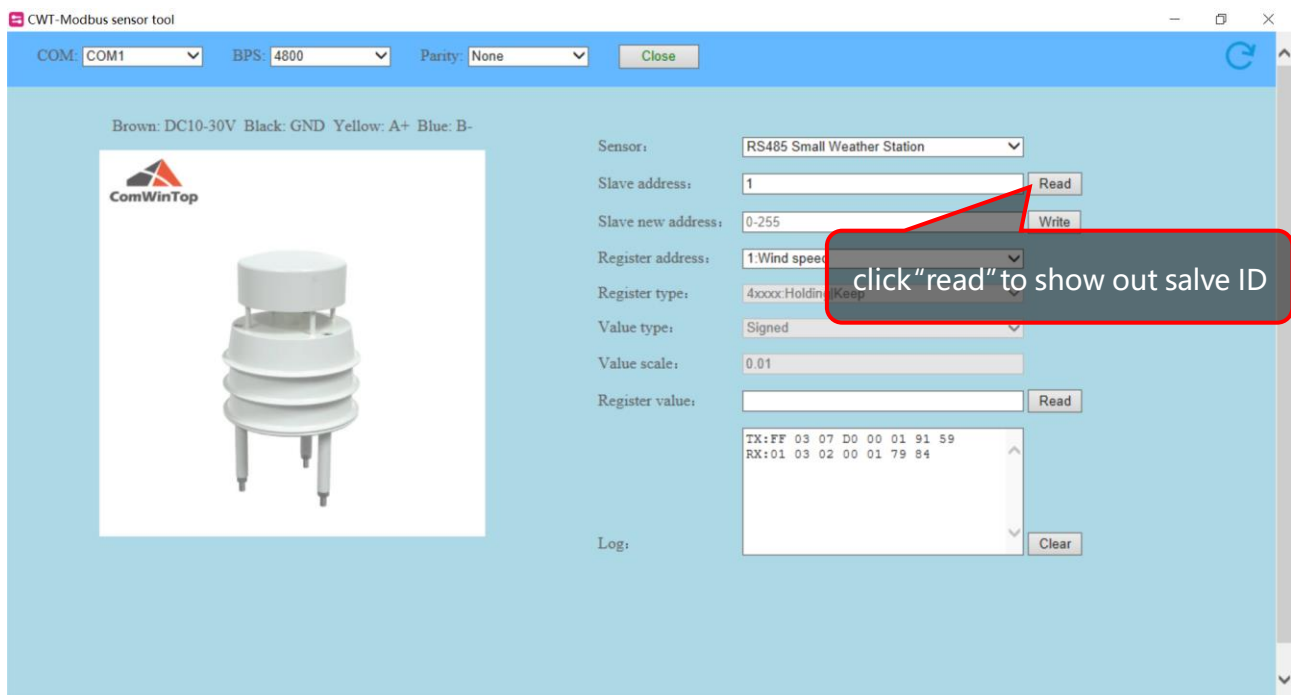 CWT-Modbus sensor tool
COM: COM1 BPS: 4800 Parity: None Close
Brown: DC10-30V Black: GND Yellow: A+ Blue: B-
ComWinTop
Sensor: RS485 Small Weather Station
Slave address: 1 Read
Slave new address: 0-255 Write
Register address: 1:Wind speed
click“read”to show out salve ID
Register type: 4xxxx:Holding|Keep
Value type: Signed
Value scale: 0.01
Register value: Read
TX:FF 03 07 D0 00 01 91 59
RX:01 03 02 00 01 79 84
Log: Clear